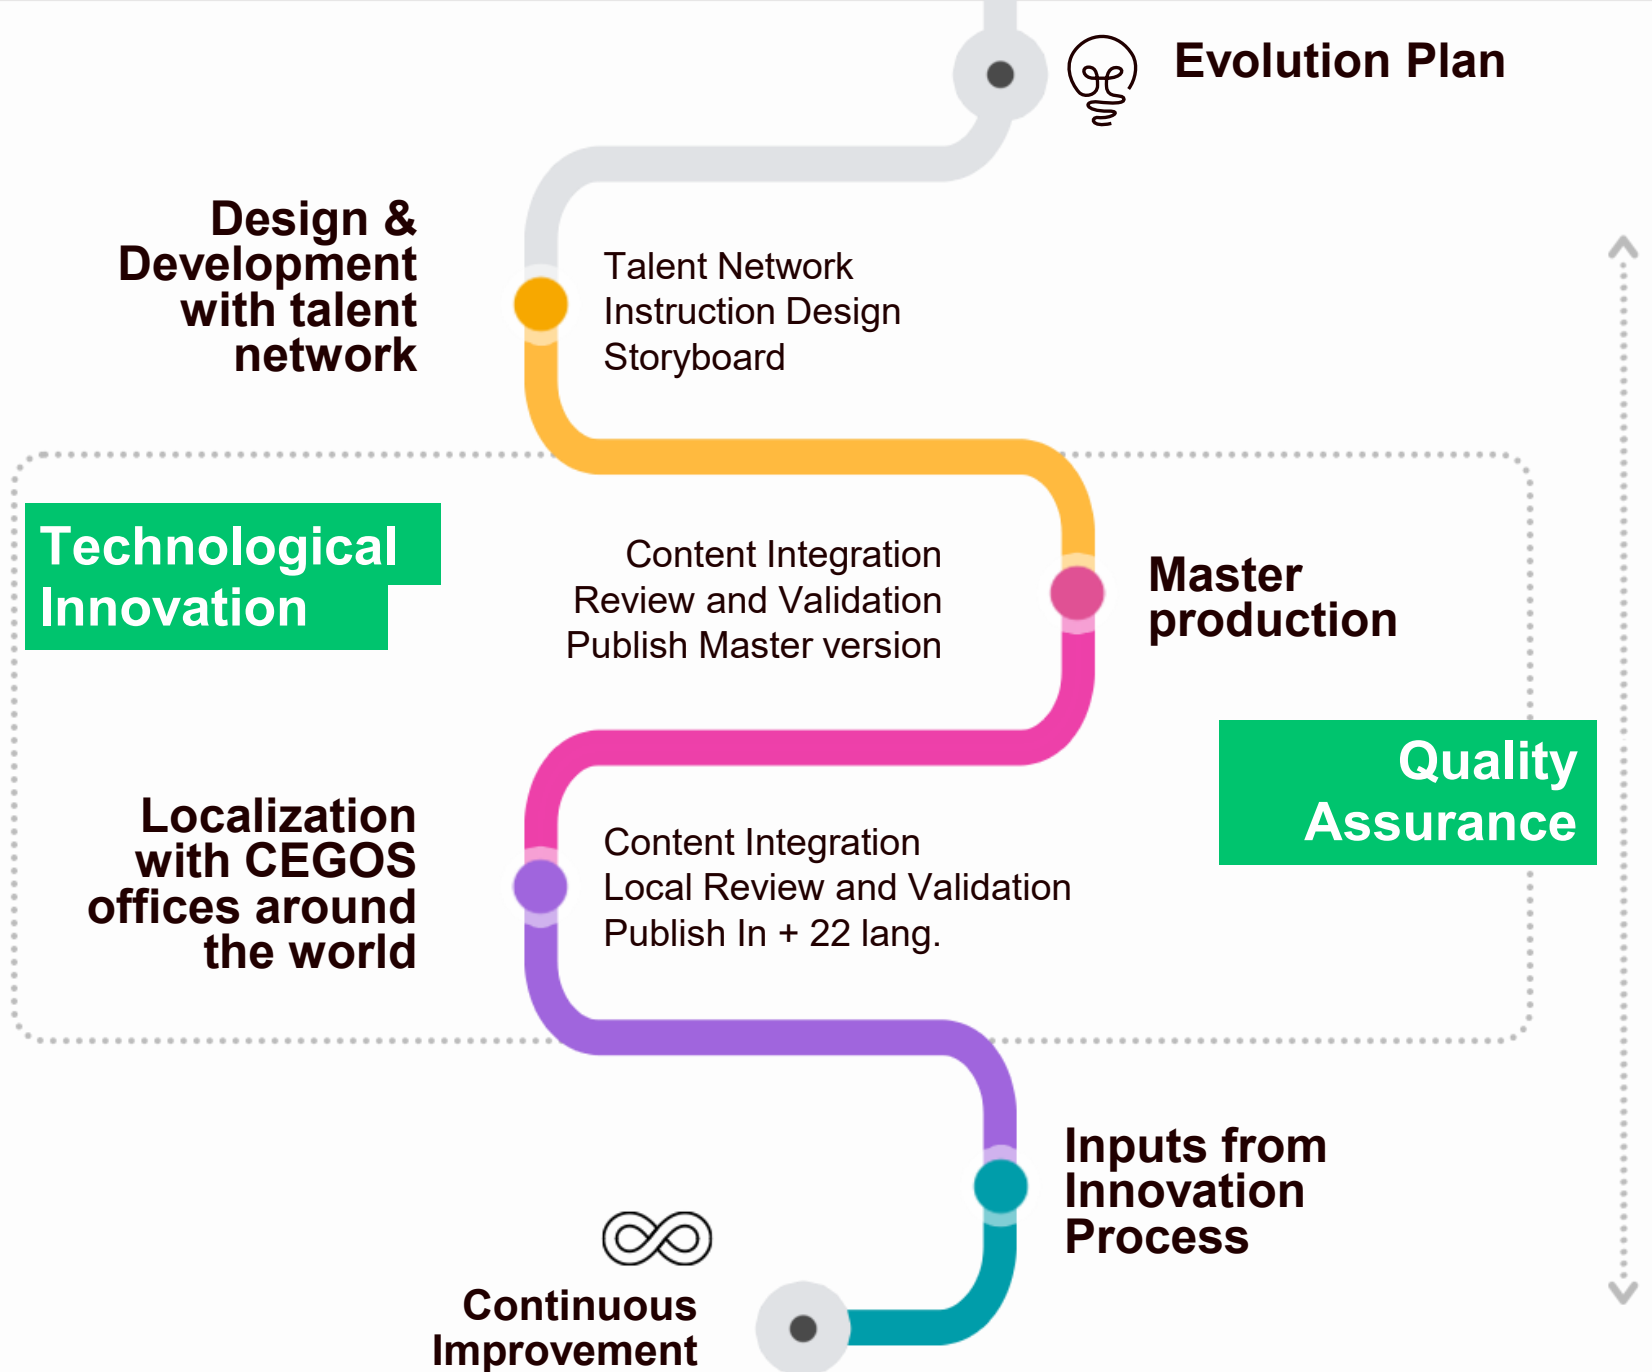 Evolution Plan
Design &
Development
with talent
network
Talent Network
Instruction Design
Storyboard
Technological
Innovation
Content Integration
Review and Validation
Publish Master version
Master
production
Quality
Assurance
Localization
with CEGOS
offices around
the world
Content Integration
Local Review and Validation
Publish In + 22 lang.
Inputs from
Innovation
Process
Continuous
Improvement